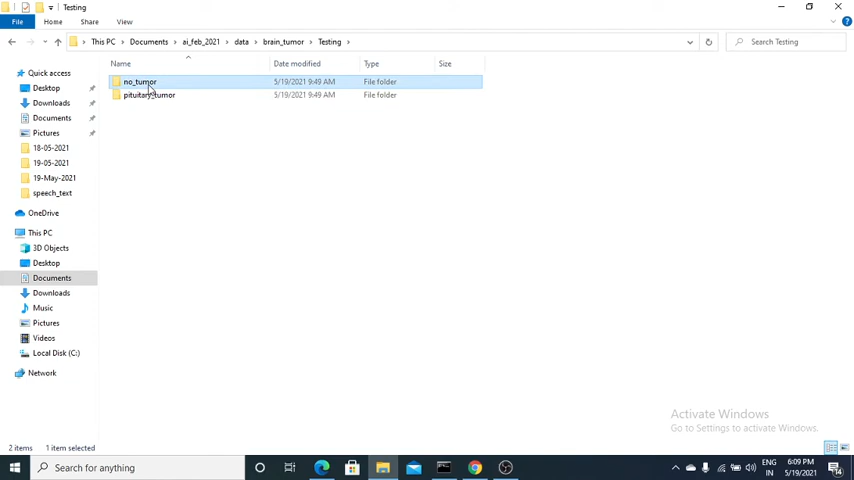 Testing
File
Home
Share
View
This PC
Documents
ai_feb_2021
data
brain_tumor
Testing
Search Testing
Name
Date modified
Type
Size
no_tumor
5/19/2021 9:49 AM
File folder
pituitary_tumor
5/19/2021 9:49 AM
File folder
Quick access
Desktop
Downloads
Documents
Pictures
18-05-2021
19-05-2021
19-May-2021
speech_text
OneDrive
This PC
3D Objects
Desktop
Documents
Downloads
Music
Pictures
Videos
Local Disk (C:)
Network
Activate Windows
Go to Settings to activate Windows.
2 items
1 item selected
Search for anything
ENG
IN
6:09 PM
5/19/2021
14